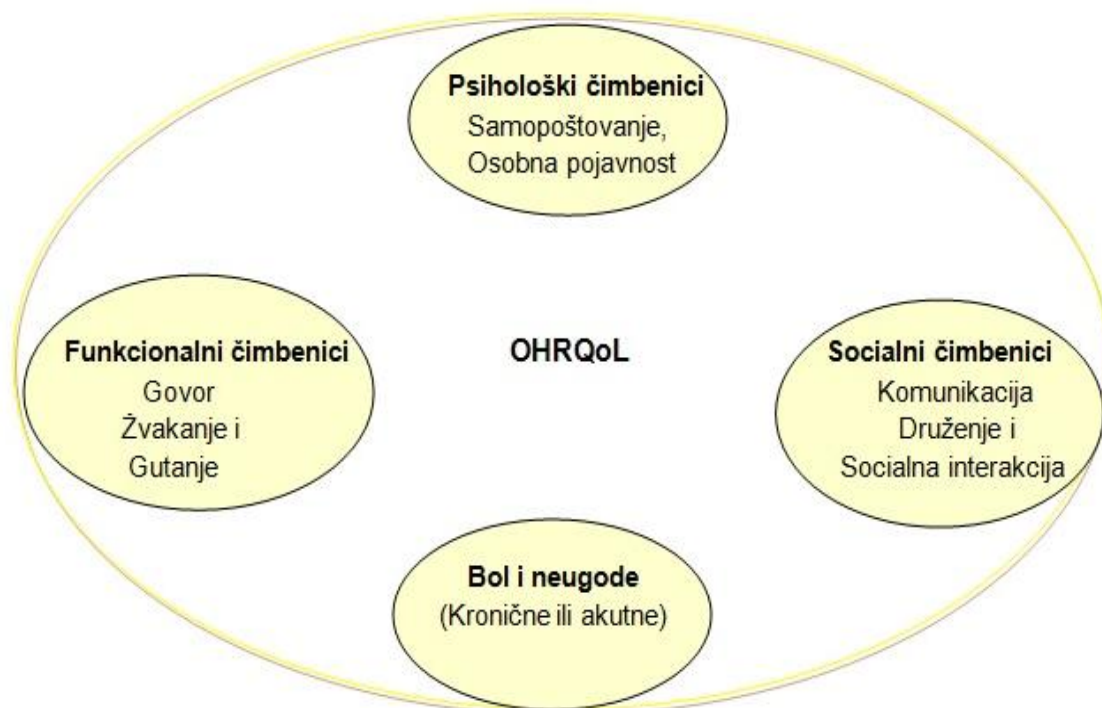 Psihološki čimbenici
Samopoštovanje,
Osobna pojavnost
Funkcionalni čimbenici
Govor
Žvakanje i
Gutanje
OHRQoL
Socialni čimbenici
Komunikacija
Druženje i
Socialna interakcija
Bol i neugode
(Kronične ili akutne)